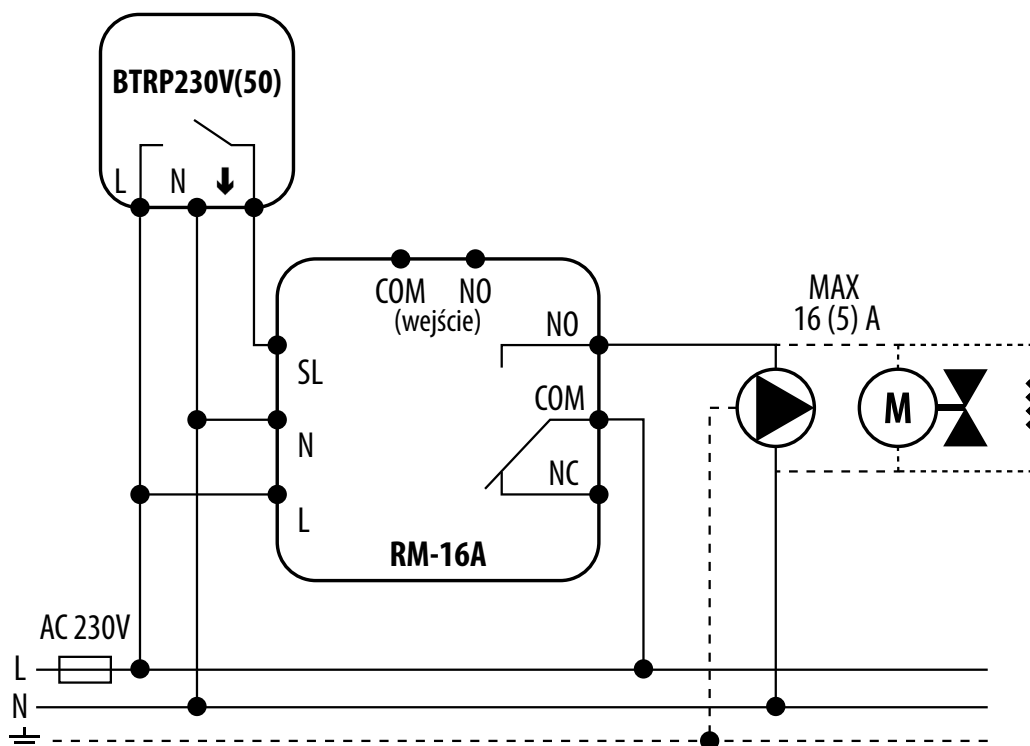 BTRP230V(50)
L N
COM NO
(wejście)
MAX
16 (5) A
NO
SL
COM
M
N
NC
L
RM-16A
AC 230V
L
N